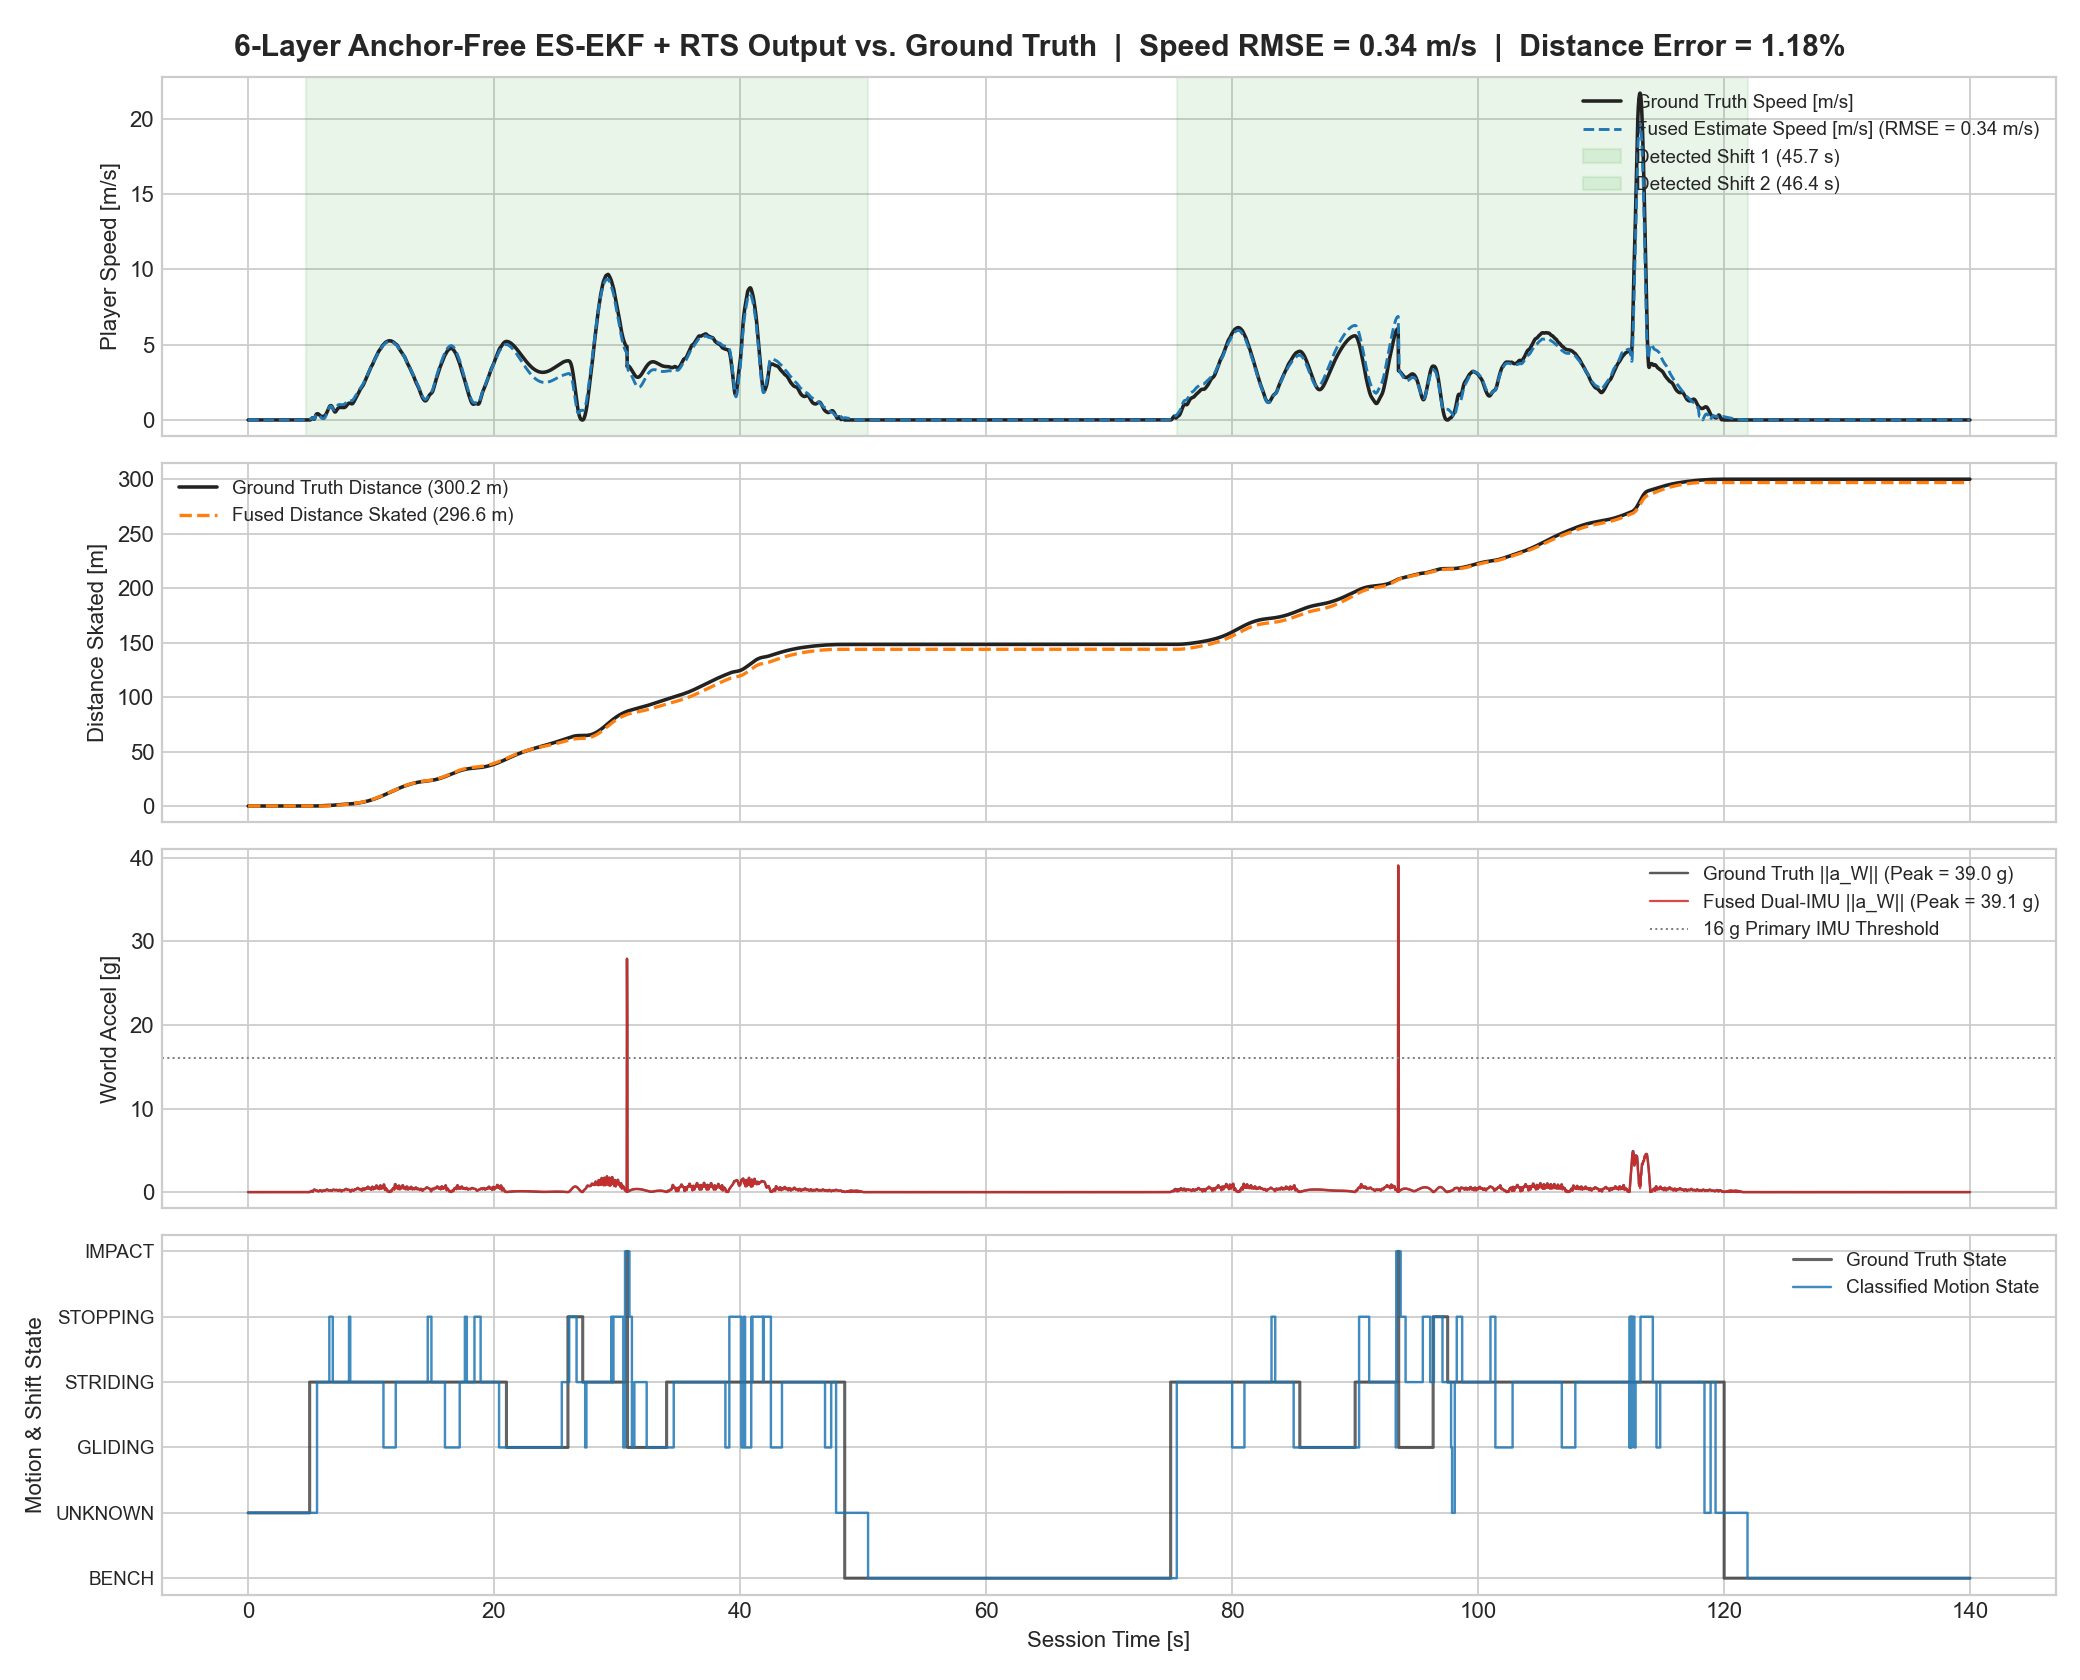 6-Layer Anchor-Free ES-EKF + RTS Output vs. Ground Truth | Speed RMSE = 0.34 m/s | Distance Error = 1.18%
Player Speed [m/s]
20
15
10
5
0
Ground Truth Speed [m/s]
Fused Estimate Speed [m/s] (RMSE = 0.34 m/s)
Detected Shift 1 (45.7 s)
Detected Shift 2 (46.4 s)
Distance Skated [m]
300
250
200
150
100
50
0
Ground Truth Distance (300.2 m)
Fused Distance Skated (296.6 m)
World Accel [g]
40
30
20
10
0
Ground Truth ||a_W|| (Peak = 39.0 g)
Fused Dual-IMU ||a_W|| (Peak = 39.1 g)
16 g Primary IMU Threshold
Motion & Shift State
IMPACT
STOPPING
STRIDING
GLIDING
UNKNOWN
BENCH
Ground Truth State
Classified Motion State
0 20 40 60 80 100 120 140
Session Time [s]